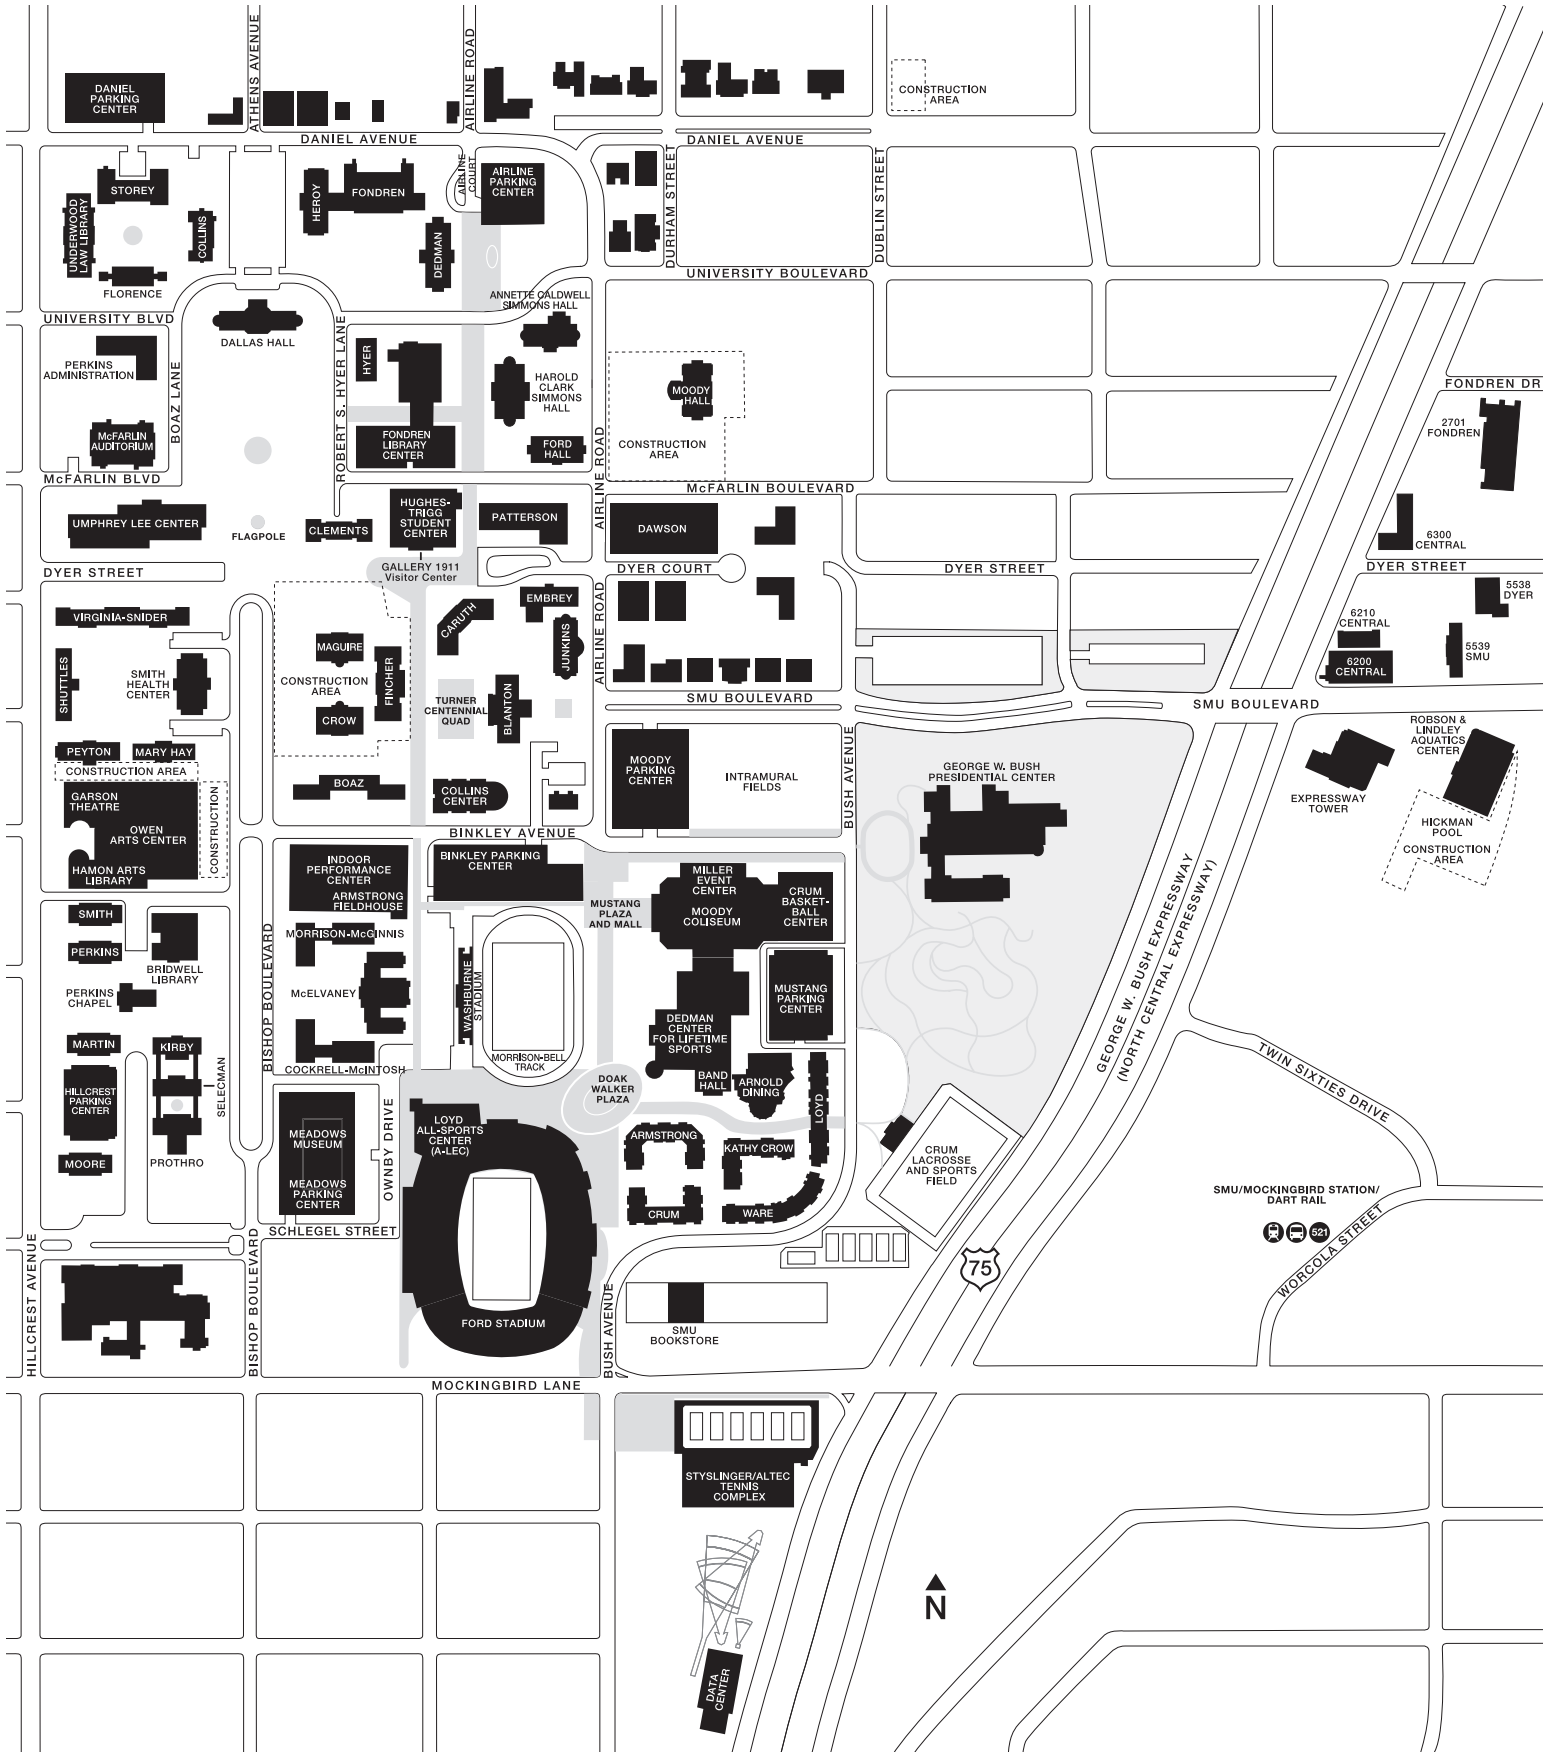 ATHENS AVENUE
AIRLINE ROAD
DANIEL
PARKING
CENTER
CONSTRUCTION
AREA
DANIEL AVENUE
DANIEL AVENUE
STOREY
UNDERWOOD
LAW LIBRARY
COLLINS
FLORENCE
HEROY
FONDREN
DEDMAN
AIRLINE
COURT
AIRLINE
PARKING
CENTER
DURHAM STREET
DUBLIN STREET
UNIVERSITY BOULEVARD
UNIVERSITY BLVD
DALLAS HALL
ANNETTE CALDWELL
SIMMONS HALL
PERKINS
ADMINISTRATION
BOAZ LANE
ROBERT S. HYER LANE
HYER
HAROLD
CLARK
SIMMONS
HALL
MOODY
HALL
CONSTRUCTION
AREA
FONDREN DR
2701
FONDREN
McFARLIN
AUDITORIUM
FONDREN
LIBRARY
CENTER
FORD
HALL
AIRLINE ROAD
McFARLIN BLVD
McFARLIN BOULEVARD
UMPHREY LEE CENTER
FLAGPOLE
CLEMENTS
HUGHES-
TRIGG
STUDENT
CENTER
PATTERSON
DAWSON
6300
CENTRAL
GALLERY 1911
Visitor Center
DYER STREET
DYER COURT
DYER STREET
DYER STREET
5538
DYER
VIRGINIA-SNIDER
CARUTH
EMBREY
JUNKINS
AIRLINE ROAD
6210
CENTRAL
5539
SMU
6200
CENTRAL
SHUTTLES
SMITH
HEALTH
CENTER
MAGUIRE
CONSTRUCTION
AREA
FINCHER
CROW
TURNER
CENTENNIAL
QUAD
BLANTON
SMU BOULEVARD
SMU BOULEVARD
PEYTON
MARY HAY
CONSTRUCTION AREA
BOAZ
COLLINS
CENTER
MOODY
PARKING
CENTER
INTRAMURAL
FIELDS
BUSH AVENUE
GEORGE W. BUSH
PRESIDENTIAL CENTER
EXPRESSWAY
TOWER
ROBSON &
LINDLEY
AQUATICS
CENTER
HICKMAN
POOL
CONSTRUCTION
AREA
GARSON
THEATRE
OWEN
ARTS CENTER
HAMON ARTS
LIBRARY
CONSTRUCTION
BINKLEY AVENUE
INDOOR
PERFORMANCE
CENTER
ARMSTRONG
FIELDHOUSE
BINKLEY PARKING
CENTER
MUSTANG
PLAZA
AND MALL
MILLER
EVENT
CENTER
MOODY
COLISEUM
CRUM
BASKET-
BALL
CENTER
SMITH
PERKINS
BRIDWELL
LIBRARY
PERKINS
CHAPEL
BISHOP BOULEVARD
MORRISON-McGINNIS
McELVANEY
COCKRELL-McINTOSH
WASHBURNE
STADIUM
MORRISON-BELL
TRACK
DEDMAN
CENTER
FOR LIFETIME
SPORTS
MUSTANG
PARKING
CENTER
GEORGE W. BUSH EXPRESSWAY
(NORTH CENTRAL EXPRESSWAY)
TWIN SIXTIES DRIVE
MARTIN
KIRBY
HILLCREST
PARKING
CENTER
SELECMAN
PROTHRO
MOORE
DOAK
WALKER
PLAZA
BAND
HALL
ARNOLD
DINING
LOYD
MEADOWS
MUSEUM
MEADOWS
PARKING
CENTER
OWNBY DRIVE
LOYD
ALL-SPORTS
CENTER
(A-LEC)
ARMSTRONG
KATHY CROW
CRUM
WARE
CRUM
LACROSSE
AND SPORTS
FIELD
SMU/MOCKINGBIRD STATION/
DART RAIL
521
WORCOLA STREET
SCHLEGEL STREET
HILLCREST AVENUE
BISHOP BOULEVARD
75
FORD STADIUM
BUSH AVENUE
SMU
BOOKSTORE
MOCKINGBIRD LANE
STYSLINGER/ALTEC
TENNIS
COMPLEX
N
DATA
CENTER